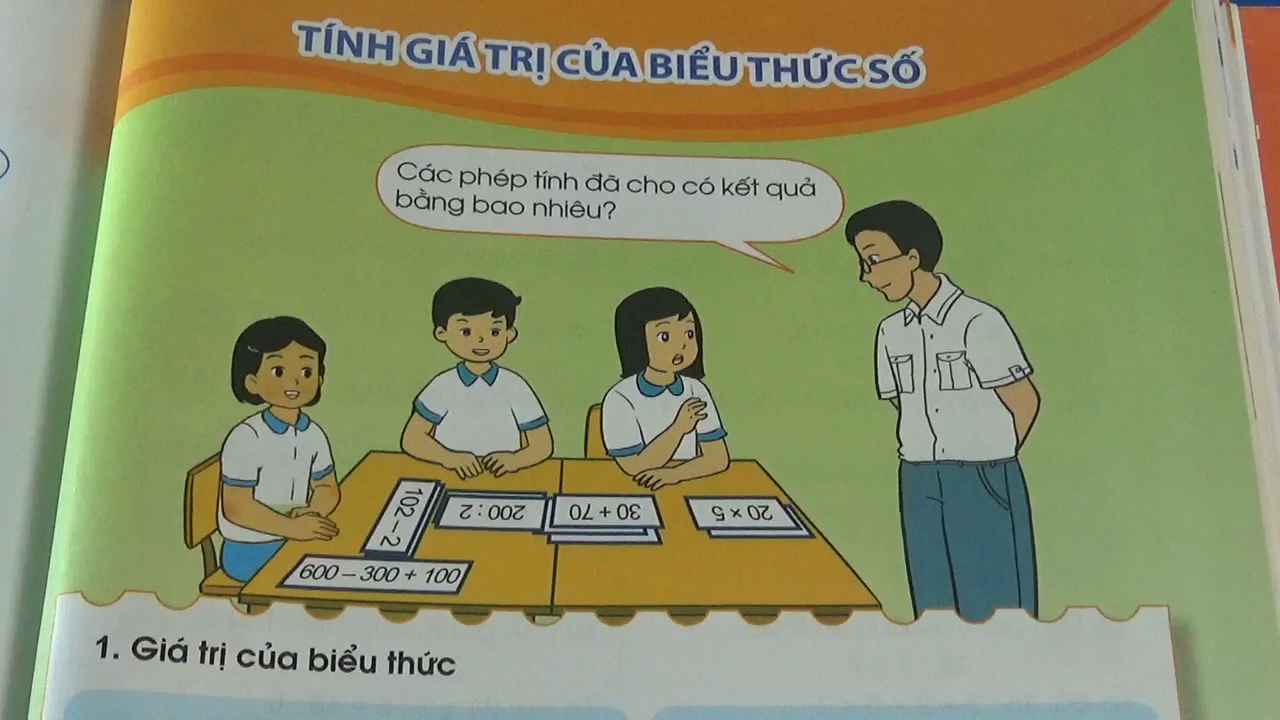 TÍNH GIÁ TRỊ CỦA BIỂU THỨC SỐ
Các phép tính đã cho có kết quả
bằng bao nhiêu?
102 – 2
200 : 2
30 + 70
20 × 5
600 – 300 + 100
1. Giá trị của biểu thức